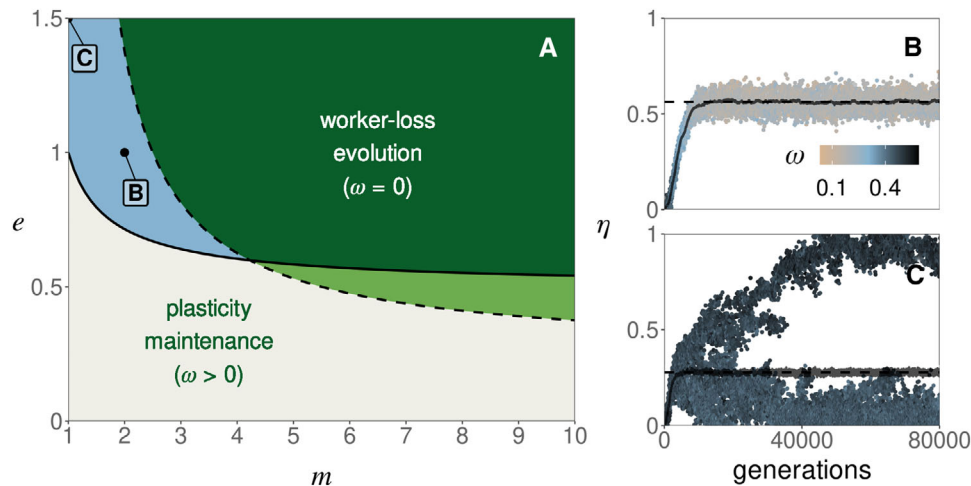 A
1.5
1
0.5
0
e
C
B
worker-loss
evolution
(ω = 0)
plasticity
maintenance
(ω > 0)
1 2 3 4 5 6 7 8 9 10
m
B
1
0.5
0
ω
0.1 0.4
η
C
1
0.5
0
0 40000 80000
generations